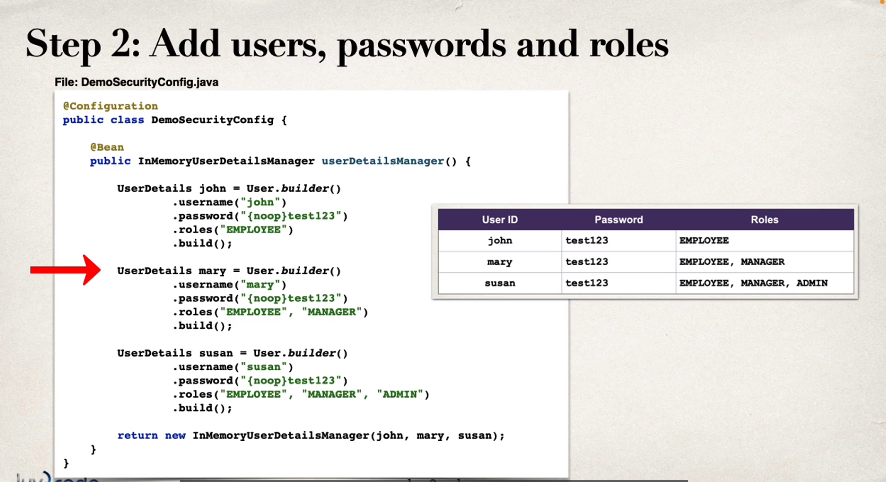 Step 2: Add users, passwords and roles
File: DemoSecurityConfig.java
@Configuration
public class DemoSecurityConfig {
@Bean
public InMemoryUserDetailsManager userDetailsManager() {
UserDetails john = User.builder()
.username("john")
.password("{noop}test123")
.roles("EMPLOYEE")
.build();
UserDetails mary = User.builder()
.username("mary")
.password("{noop}test123")
.roles("EMPLOYEE", "MANAGER")
.build();
UserDetails susan = User.builder()
.username("susan")
.password("{noop}test123")
.roles("EMPLOYEE", "MANAGER", "ADMIN")
.build();
return new InMemoryUserDetailsManager(john, mary, susan);
}
}
User ID Password Roles
john test123 EMPLOYEE
mary test123 EMPLOYEE, MANAGER
susan test123 EMPLOYEE, MANAGER, ADMIN